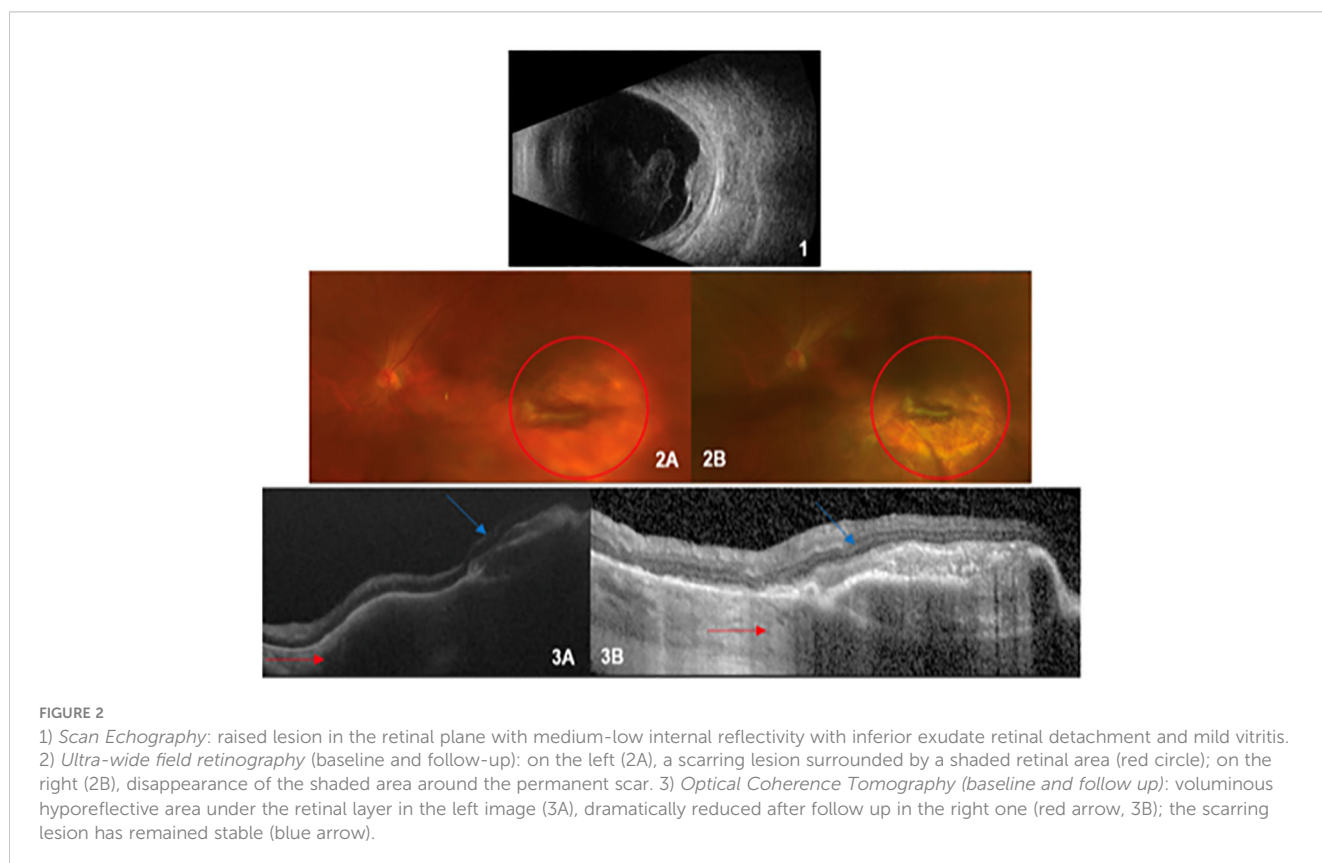 1
2A
2B
3A
3B
FIGURE 2
1) Scan Echography: raised lesion in the retinal plane with medium-low internal reflectivity with inferior exudate retinal detachment and mild vitritis.
2) Ultra-wide field retinography (baseline and follow-up): on the left (2A), a scarring lesion surrounded by a shaded retinal area (red circle); on the
right (2B), disappearance of the shaded area around the permanent scar. 3) Optical Coherence Tomography (baseline and follow up): voluminous
hyporeflective area under the retinal layer in the left image (3A), dramatically reduced after follow up in the right one (red arrow, 3B); the scarring
lesion has remained stable (blue arrow).